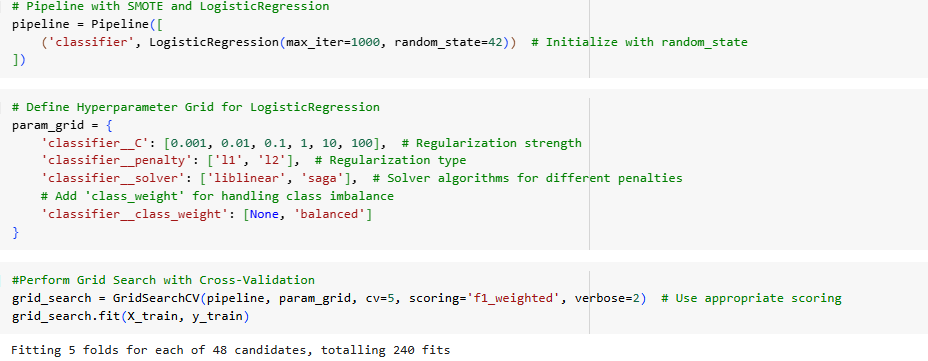 # Pipeline with SMOTE and LogisticRegression
pipeline = Pipeline([
    ('classifier', LogisticRegression(max_iter=1000, random_state=42))  # Initialize with random_state
])
# Define Hyperparameter Grid for LogisticRegression
param_grid = {
    'classifier__C': [0.001, 0.01, 0.1, 1, 10, 100],  # Regularization strength
    'classifier__penalty': ['l1', 'l2'],  # Regularization type
    'classifier__solver': ['liblinear', 'saga'],  # Solver algorithms for different penalties
    # Add 'class_weight' for handling class imbalance
    'classifier__class_weight': [None, 'balanced']
}
#Perform Grid Search with Cross-Validation
grid_search = GridSearchCV(pipeline, param_grid, cv=5, scoring='f1_weighted', verbose=2)  # Use appropriate scoring
grid_search.fit(X_train, y_train)
Fitting 5 folds for each of 48 candidates, totalling 240 fits